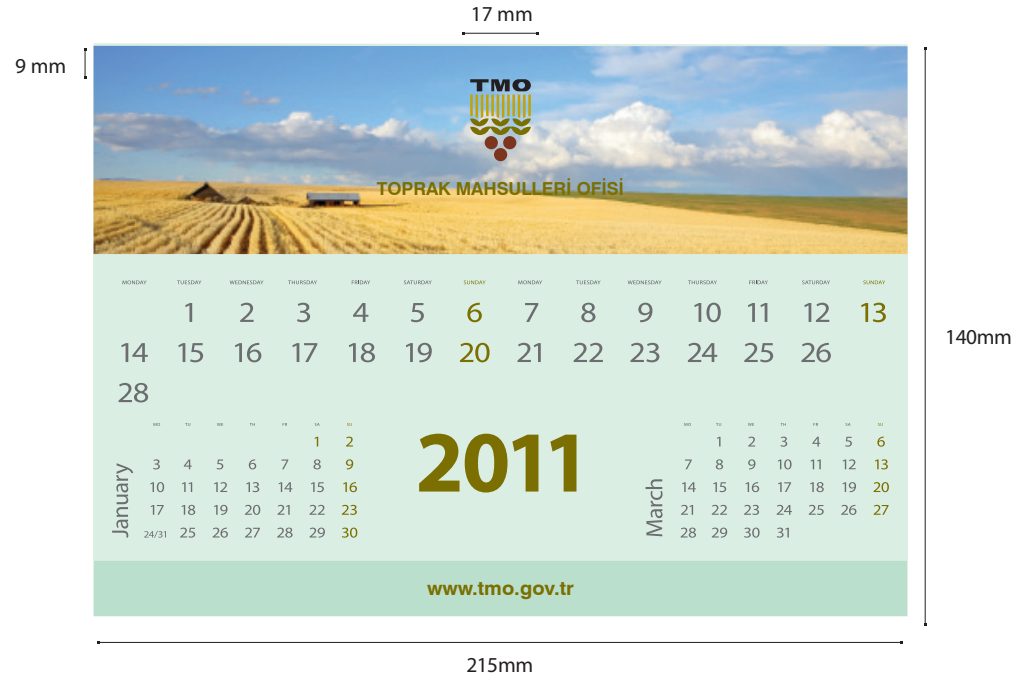 17 mm
9 mm
TMO
TOPRAK MAHSULLERİ OFİSİ
MONDAY TUESDAY WEDNESDAY THURSDAY FRİDAY SATURDAY SUNDAY MONDAY TUESDAY WEDNESDAY THURSDAY FRİDAY SATURDAY SUNDAY
1 2 3 4 5 6 7 8 9 10 11 12 13
14 15 16 17 18 19 20 21 22 23 24 25 26
28
140mm
January
MO TU WE TH FR SA SU
1 2
3 4 5 6 7 8 9
10 11 12 13 14 15 16
17 18 19 20 21 22 23
24/31 25 26 27 28 29 30
2011
March
MO TU WE TH FR SA SU
1 2 3 4 5 6
7 8 9 10 11 12 13
14 15 16 17 18 19 20
21 22 23 24 25 26 27
28 29 30 31
www.tmo.gov.tr
215mm